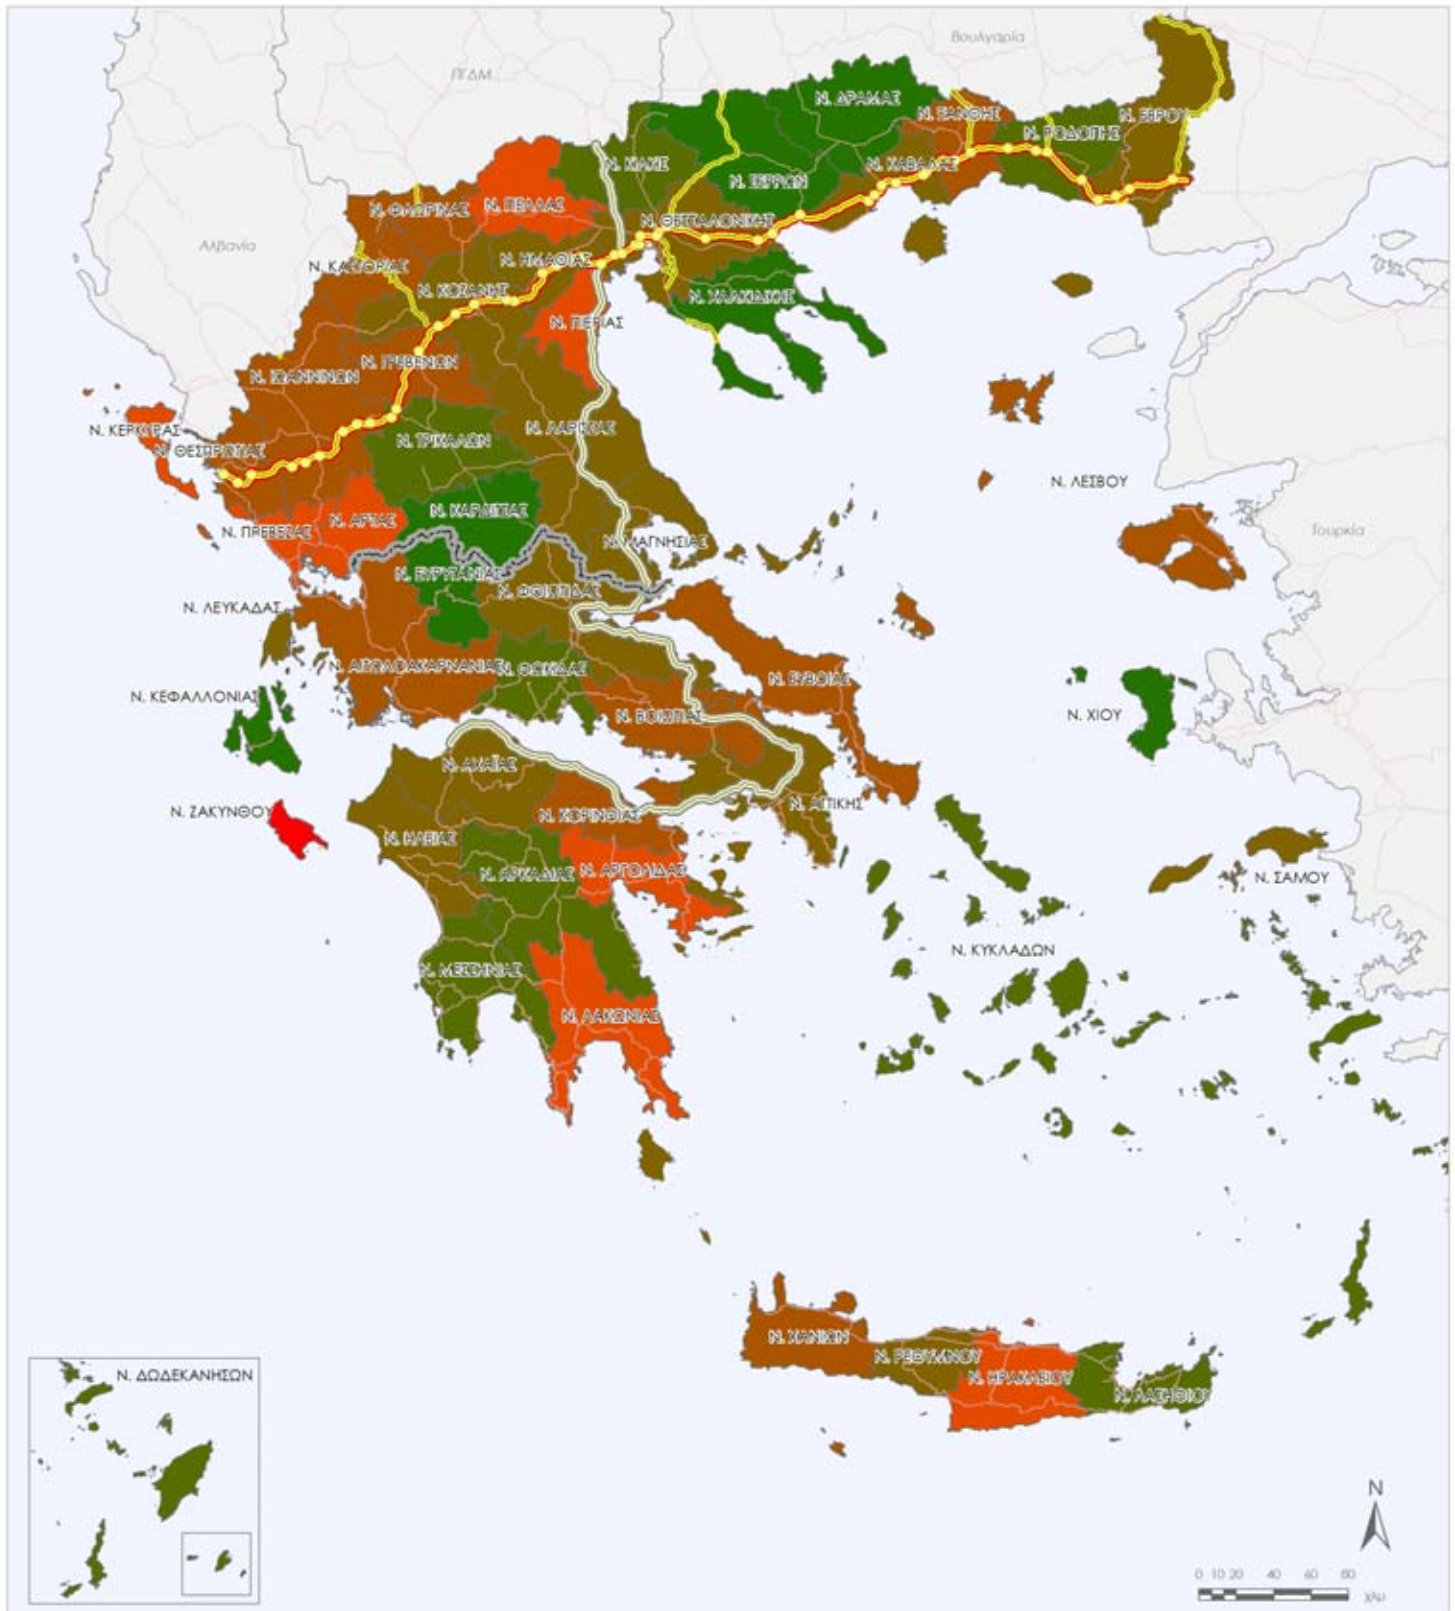 Βουλγαρία
ΠΓΔΜ
Ν. ΔΡΑΜΑΣ
Ν. ΞΑΝΘΗΣ
Ν. ΕΒΡΟΥ
Ν. ΡΟΔΟΠΗΣ
Ν. ΚΙΛΚΙΣ
Ν. ΚΑΒΑΛΑΣ
Ν. ΣΕΡΡΩΝ
Ν. ΦΛΩΡΙΝΑΣ
Ν. ΠΕΛΛΑΣ
Ν. ΘΕΣΣΑΛΟΝΙΚΗΣ
Αλβανία
Ν. ΚΑΣΤΟΡΙΑΣ
Ν. ΗΜΑΘΙΑΣ
Ν. ΚΟΖΑΝΗΣ
Ν. ΧΑΛΚΙΔΙΚΗΣ
Ν. ΠΙΕΡΙΑΣ
Ν. ΓΡΕΒΕΝΩΝ
Ν. ΙΩΑΝΝΙΝΩΝ
Ν. ΚΕΡΚΥΡΑΣ
Ν. ΛΑΡΙΣΑΣ
Ν. ΤΡΙΚΑΛΩΝ
Ν. ΘΕΣΠΡΩΤΙΑΣ
Ν. ΛΕΣΒΟΥ
Ν. ΚΑΡΔΙΤΣΑΣ
Ν. ΑΡΤΑΣ
Ν. ΠΡΕΒΕΖΑΣ
Τουρκία
Ν. ΜΑΓΝΗΣΙΑΣ
Ν. ΕΥΡΥΤΑΝΙΑΣ
Ν. ΦΘΙΩΤΙΔΑΣ
Ν. ΛΕΥΚΑΔΑΣ
Ν. ΑΙΤΩΛΟΑΚΑΡΝΑΝΙΑΣ
Ν. ΦΩΚΙΔΑΣ
Ν. ΕΥΒΟΙΑΣ
Ν. ΚΕΦΑΛΛΟΝΙΑΣ
Ν. ΒΟΙΩΤΙΑΣ
Ν. ΧΙΟΥ
Ν. ΑΧΑΪΑΣ
Ν. ΑΤΤΙΚΗΣ
Ν. ΖΑΚΥΝΘΟΥ
Ν. ΚΟΡΙΝΘΙΑΣ
Ν. ΗΛΕΙΑΣ
Ν. ΑΡΚΑΔΙΑΣ
Ν. ΑΡΓΟΛΙΔΑΣ
Ν. ΣΑΜΟΥ
Ν. ΚΥΚΛΑΔΩΝ
Ν. ΜΕΣΣΗΝΙΑΣ
Ν. ΛΑΚΩΝΙΑΣ
Ν. ΧΑΝΙΩΝ
Ν. ΡΕΘΥΜΝΟΥ
Ν. ΗΡΑΚΛΕΙΟΥ
Ν. ΛΑΣΙΘΙΟΥ
Ν. ΔΩΔΕΚΑΝΗΣΩΝ
N
0 10 20 40 60 80
Χλμ